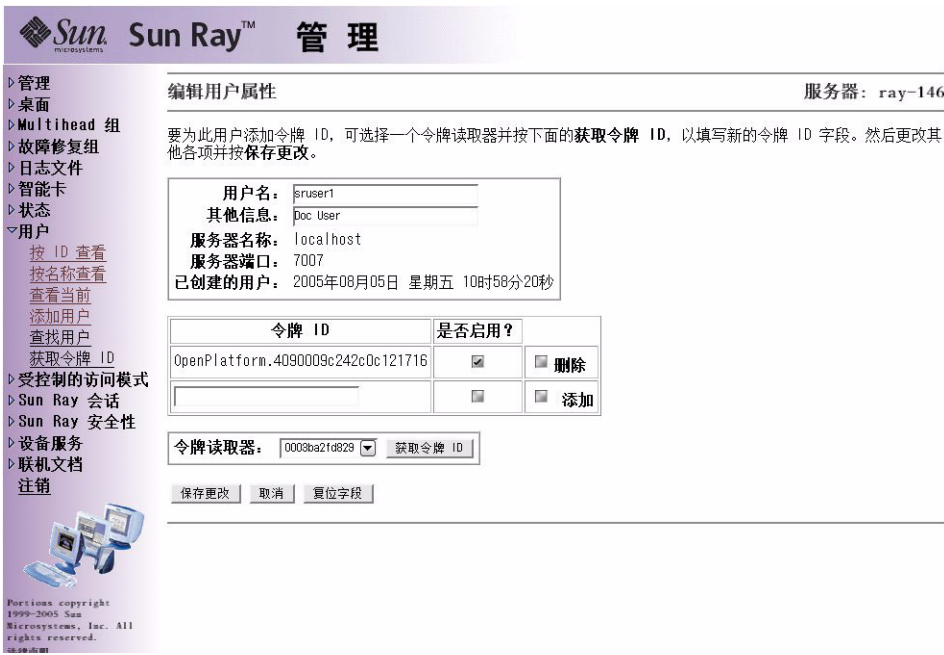 Sun microsystems Sun Ray™ 管 理
管理
桌面
Multihead 组
故障修复组
日志文件
智能卡
状态
用户
按 ID 查看
按名称查看
查看当前
添加用户
查找用户
获取令牌 ID
受控制的访问模式
Sun Ray 会话
Sun Ray 安全性
设备服务
联机文档
注销
Portions copyright
1999-2005 Sun
Microsystems, Inc. All
rights reserved.
法律声明
编辑用户属性 服务器: ray-146
要为此用户添加令牌 ID, 可选择一个令牌读取器并按下面的获取令牌 ID, 以填写新的令牌 ID 字段。然后更改其
他各项并按保存更改。
用户名: sruser1
其他信息: Doc User
服务器名称: localhost
服务器端口: 7007
已创建的用户: 2005年08月05日 星期五 10时58分20秒
令牌 ID 是否启用?
OpenPlatform.4090009c242c0c121716 删除
添加
令牌读取器: 0003ba2fd829 获取令牌 ID
保存更改 取消 复位字段